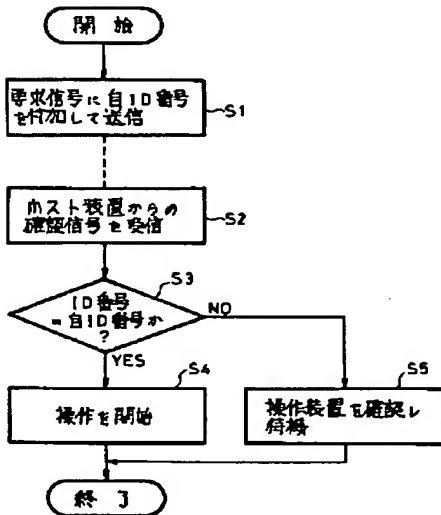 開始
要求信号に自ID番号
を付加して送信
S1
ホスト装置からの
確認信号を受信
S2
S3
ID番号
=自ID番号か
?
NO
YES
S4
操作を開始
S5
操作装置を確認し
待機
終了